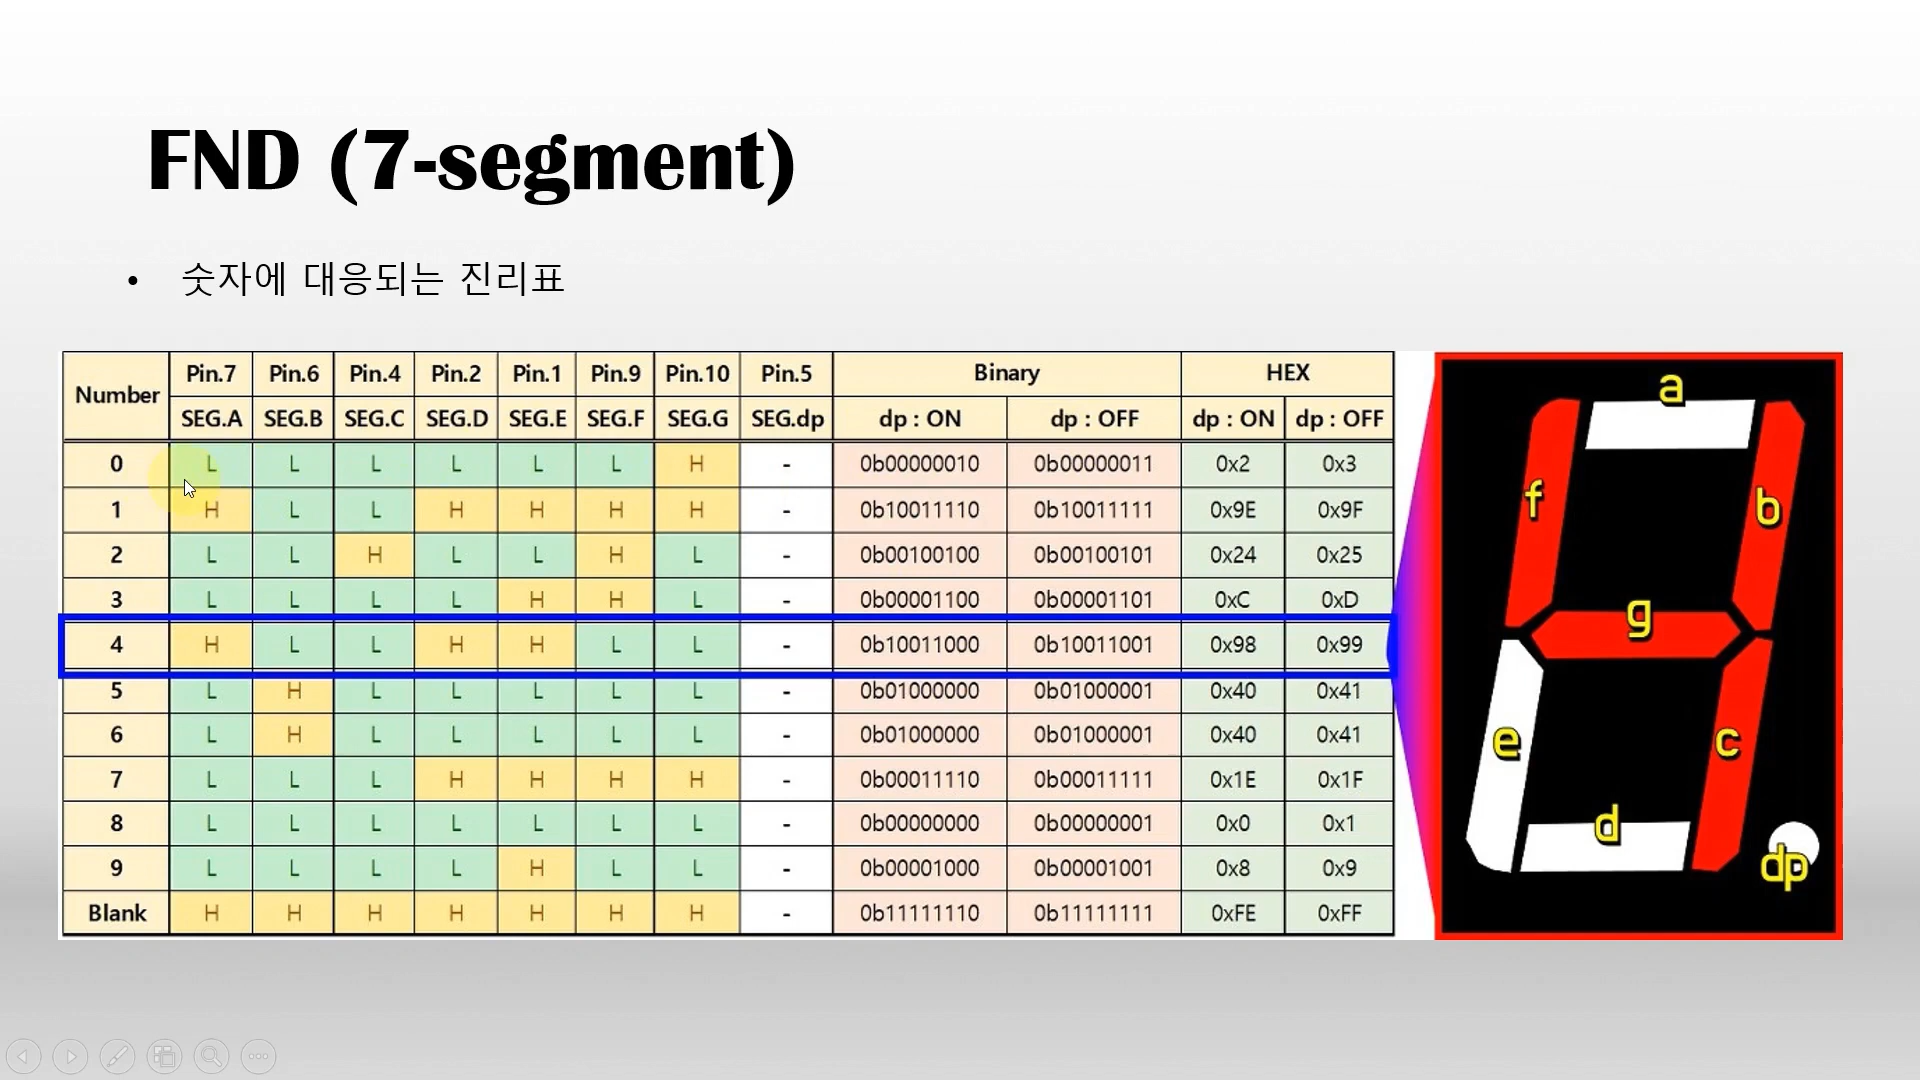 FND (7-segment)
• 숫자에 대응되는 진리표
Number Pin.7 Pin.6 Pin.4 Pin.2 Pin.1 Pin.9 Pin.10 Pin.5 Binary HEX
SEG.A SEG.B SEG.C SEG.D SEG.E SEG.F SEG.G SEG.dp dp : ON dp : OFF dp : ON dp : OFF
0 L L L L L L H - 0b00000010 0b00000011 0x2 0x3
1 H L L H H H H - 0b10011110 0b10011111 0x9E 0x9F
2 L L H L L H L - 0b00100100 0b00100101 0x24 0x25
3 L L L L H H L - 0b00001100 0b00001101 0xC 0xD
4 H L L H H L L - 0b10011000 0b10011001 0x98 0x99
5 L H L L L L L - 0b01000000 0b01000001 0x40 0x41
6 L H L L L L L - 0b01000000 0b01000001 0x40 0x41
7 L L L H H H H - 0b00011110 0b00011111 0x1E 0x1F
8 L L L L L L L - 0b00000000 0b00000001 0x0 0x1
9 L L L L H L L - 0b00001000 0b00001001 0x8 0x9
Blank H H H H H H H - 0b11111110 0b11111111 0xFE 0xFF
a
f b
g
e c
d
dp